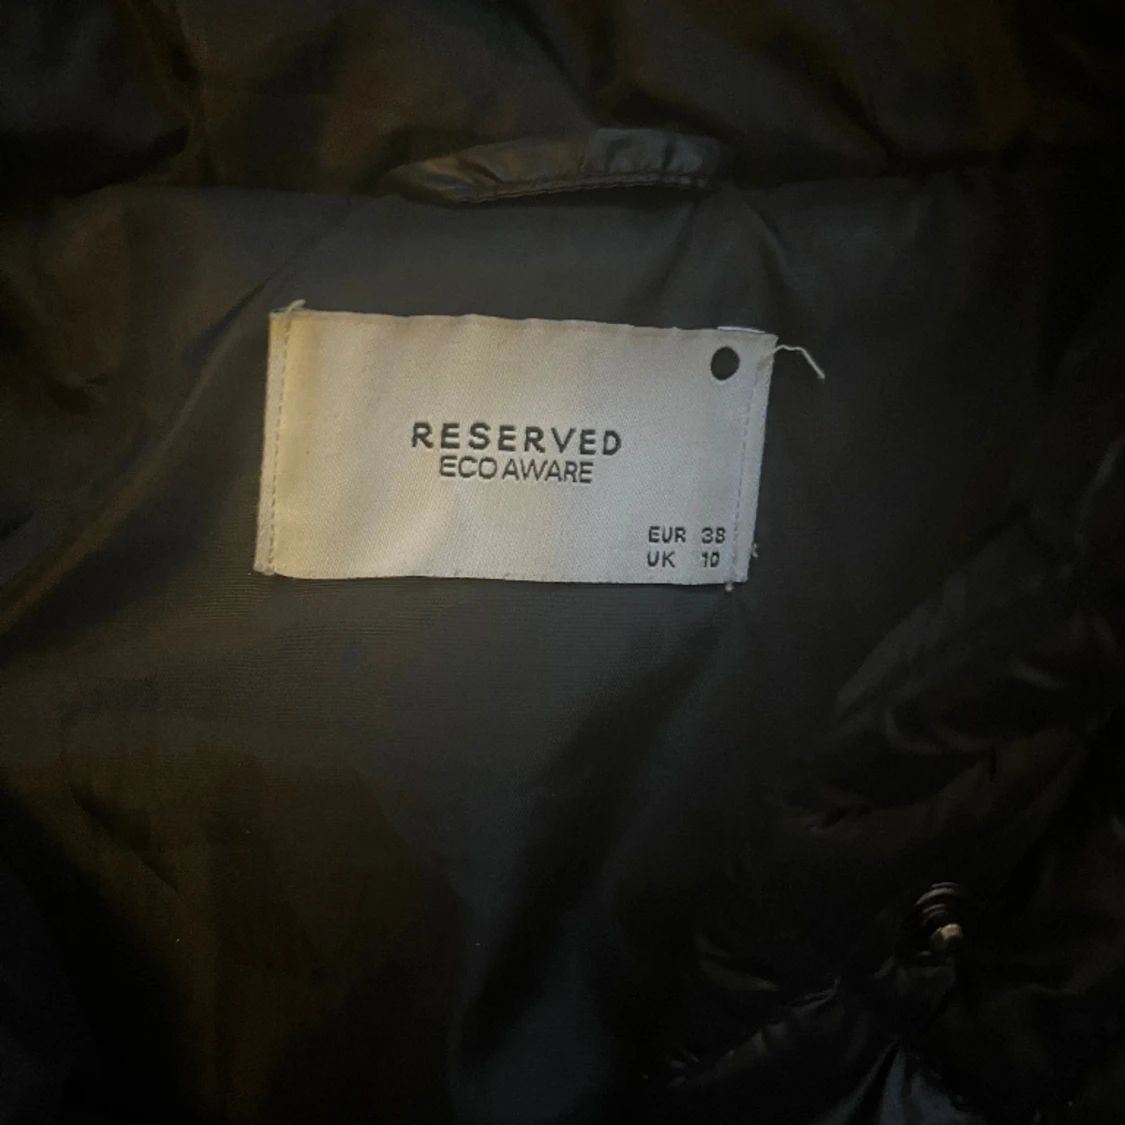 RESERVED
ECO AWARE
EUR 38
UK 10